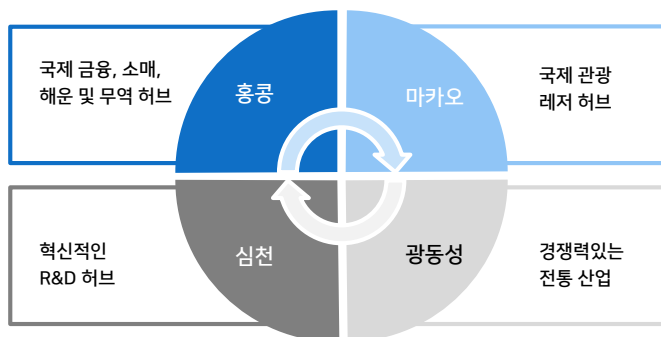 국제 금융, 소매,
해운 및 무역 허브
홍콩
마카오
국제 관광
레저 허브
혁신적인
R&D 허브
심천
광동성
경쟁력있는
전통 산업